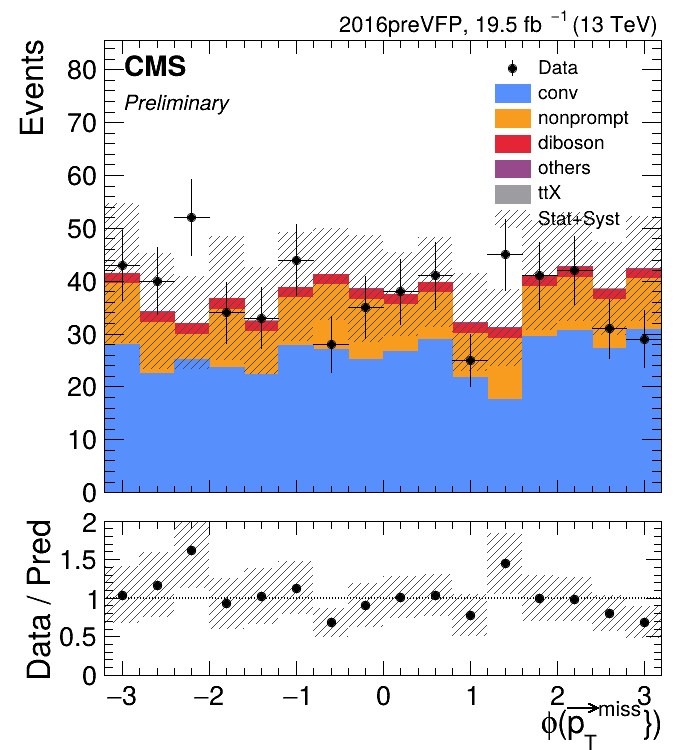 2016preVFP, 19.5 fb⁻¹ (13 TeV)
CMS
Preliminary
Data
conv
nonprompt
diboson
others
ttX
Stat+Syst
Events
80
70
60
50
40
30
20
10
0
Data / Pred
2
1.5
1
0.5
0
−3 −2 −1 0 1 2 3
ϕ(p⃗_T^miss})